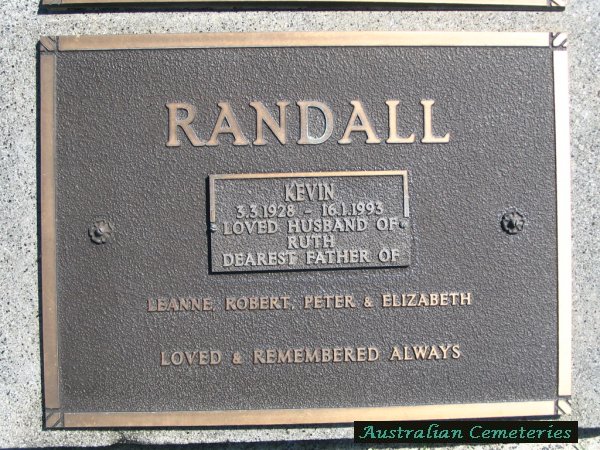 RANDALL
KEVIN
3.3.1928 - 16.1.1993
LOVED HUSBAND OF
RUTH
DEAREST FATHER OF
LEANNE, ROBERT, PETER & ELIZABETH
LOVED & REMEMBERED ALWAYS
Australian Cemeteries